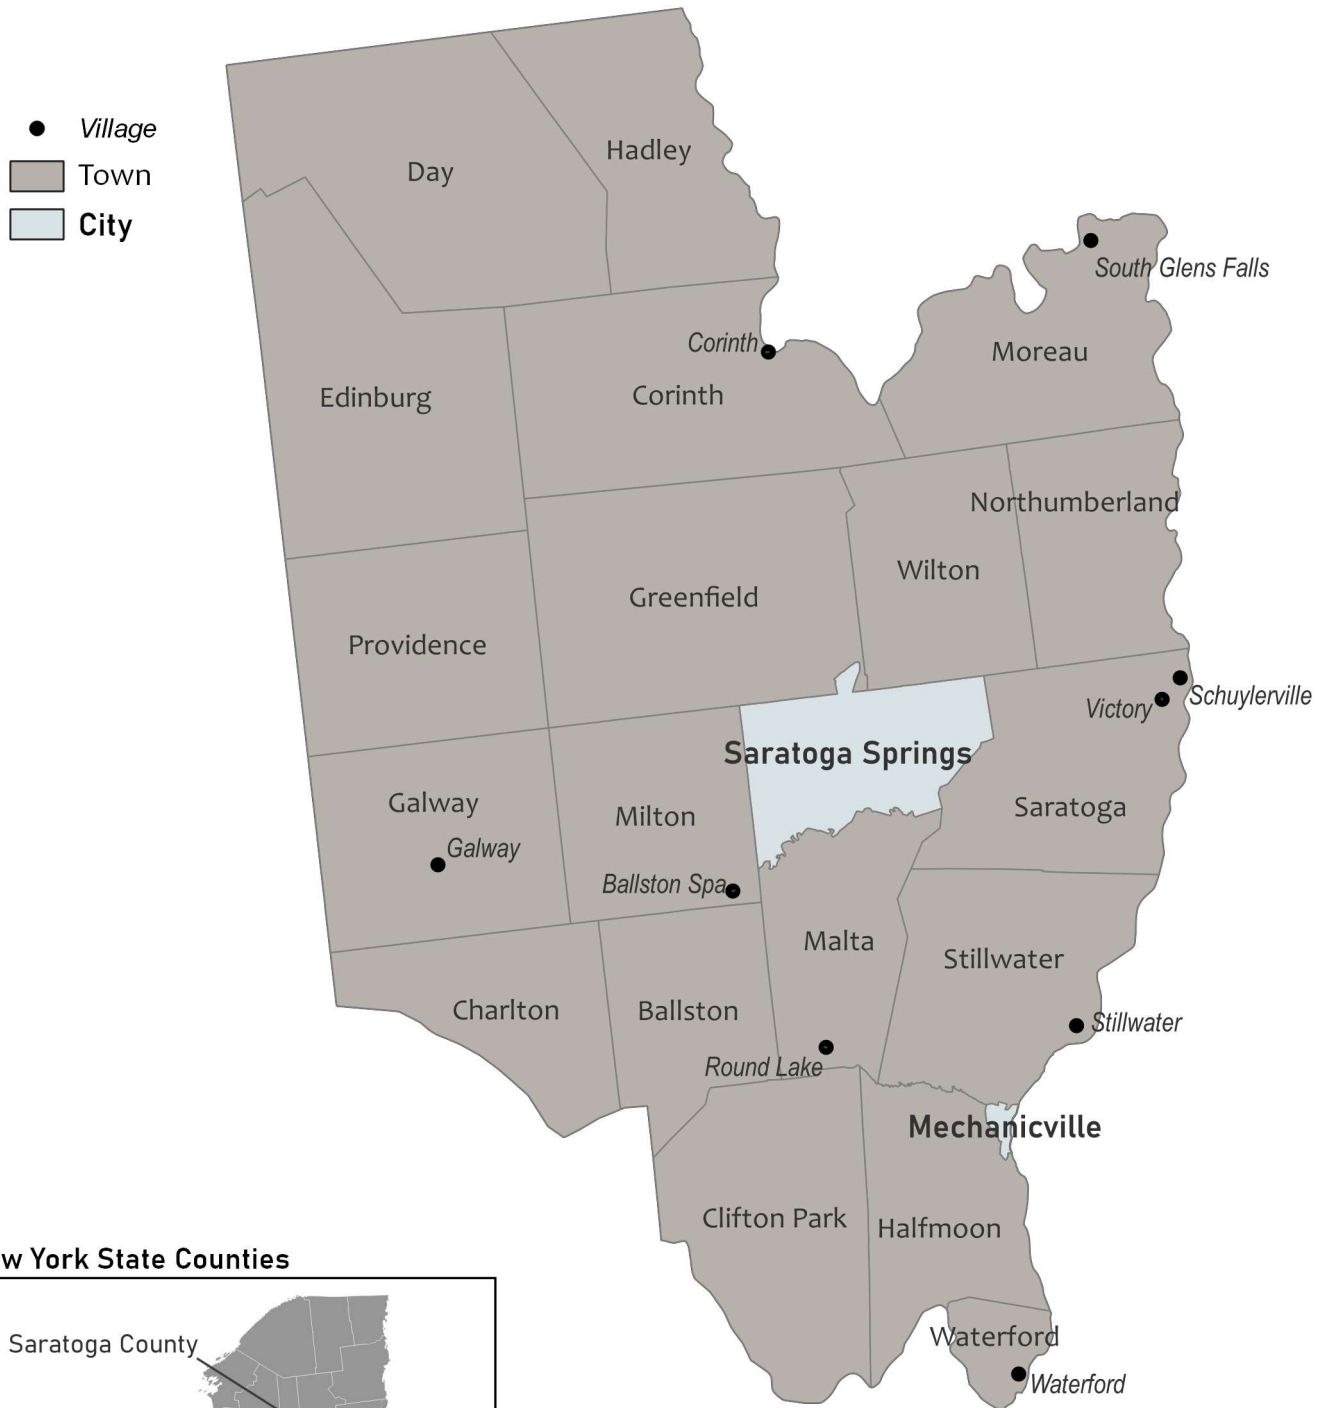 Village
Town
City
Day
Hadley
South Glens Falls
Corinth
Moreau
Edinburg
Corinth
Northumberland
Wilton
Greenfield
Providence
Schuylerville
Victory
Saratoga Springs
Galway
Milton
Saratoga
Galway
Ballston Spa
Malta
Stillwater
Charlton
Ballston
Stillwater
Round Lake
Mechanicville
Clifton Park
Halfmoon
w York State Counties
Waterford
Saratoga County
Waterford